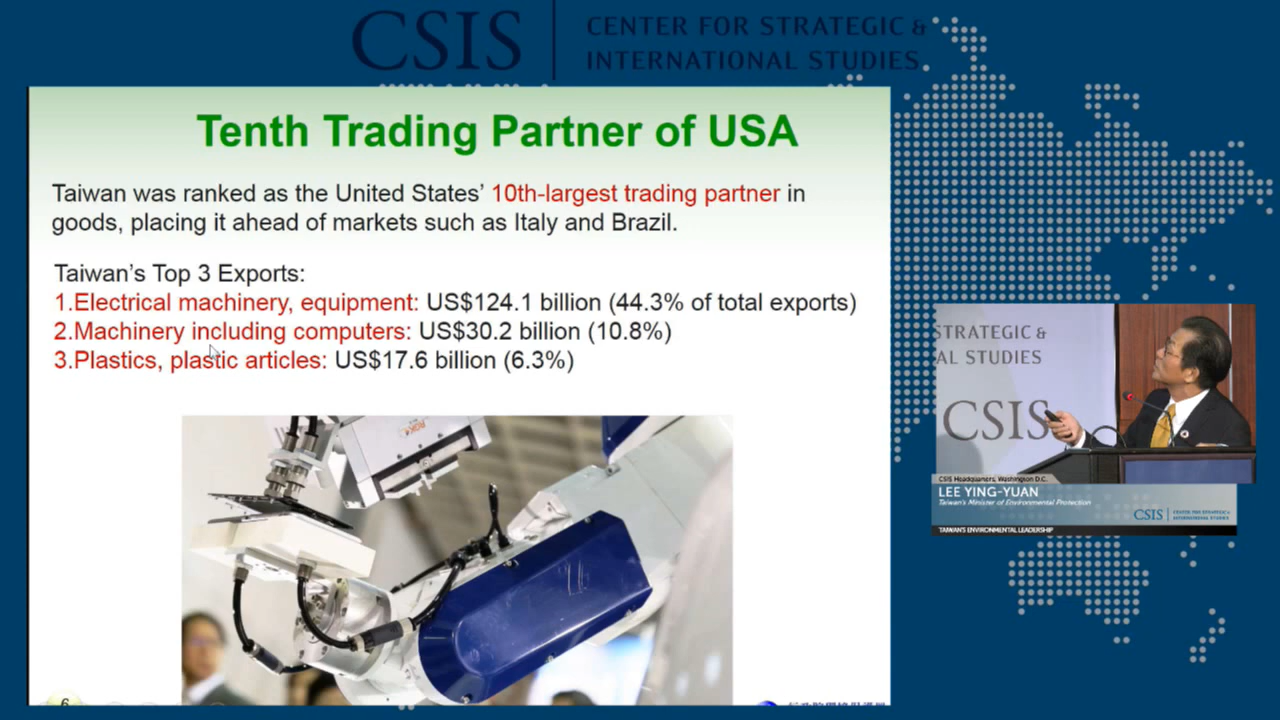 CSIS
CENTER FOR STRATEGIC &
INTERNATIONAL STUDIES
Tenth Trading Partner of USA
Taiwan was ranked as the United States’ 10th-largest trading partner in
goods, placing it ahead of markets such as Italy and Brazil.
Taiwan’s Top 3 Exports:
1.Electrical machinery, equipment: US$124.1 billion (44.3% of total exports)
2.Machinery including computers: US$30.2 billion (10.8%)
3.Plastics, plastic articles: US$17.6 billion (6.3%)
6
STRATEGIC &
AL STUDIES
CSIS
CSIS Headquarters, Washington D.C.
LEE YING-YUAN
Taiwan's Minister of Environmental Protection
CSIS
CENTER FOR STRATEGIC &
INTERNATIONAL STUDIES
TAIWAN'S ENVIRONMENTAL LEADERSHIP